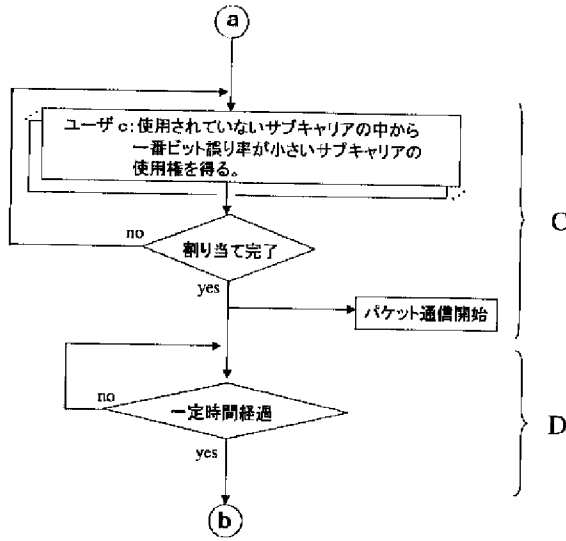 a
ユーザ c:使用されていないサブキャリアの中から
一番ビット誤り率が小さいサブキャリアの
使用権を得る。
C
no
割り当て完了
yes
パケット通信開始
no
一定時間経過
D
yes
b